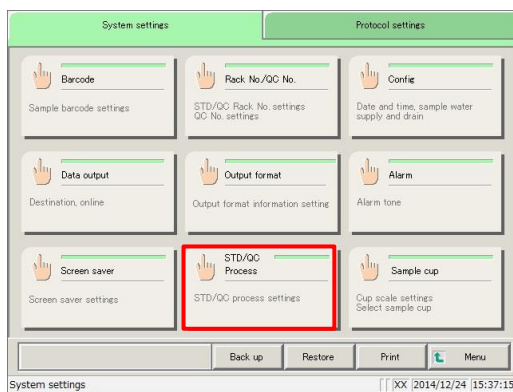 System settings
Protocol settings
Barcode
Sample barcode settings
Rack No./QC No.
STD/QC Rack No. settings
QC No. settings
Config
Date and time, sample water
supply and drain
Data output
Destination, online
Output format
Output format information setting
Alarm
Alarm tone
Screen saver
Screen saver settings
STD/QC
Process
STD/QC process settings
Sample cup
Cup scale settings
Select sample cup
Back up
Restore
Print
Menu
System settings
XX 2014/12/24 15:37:15